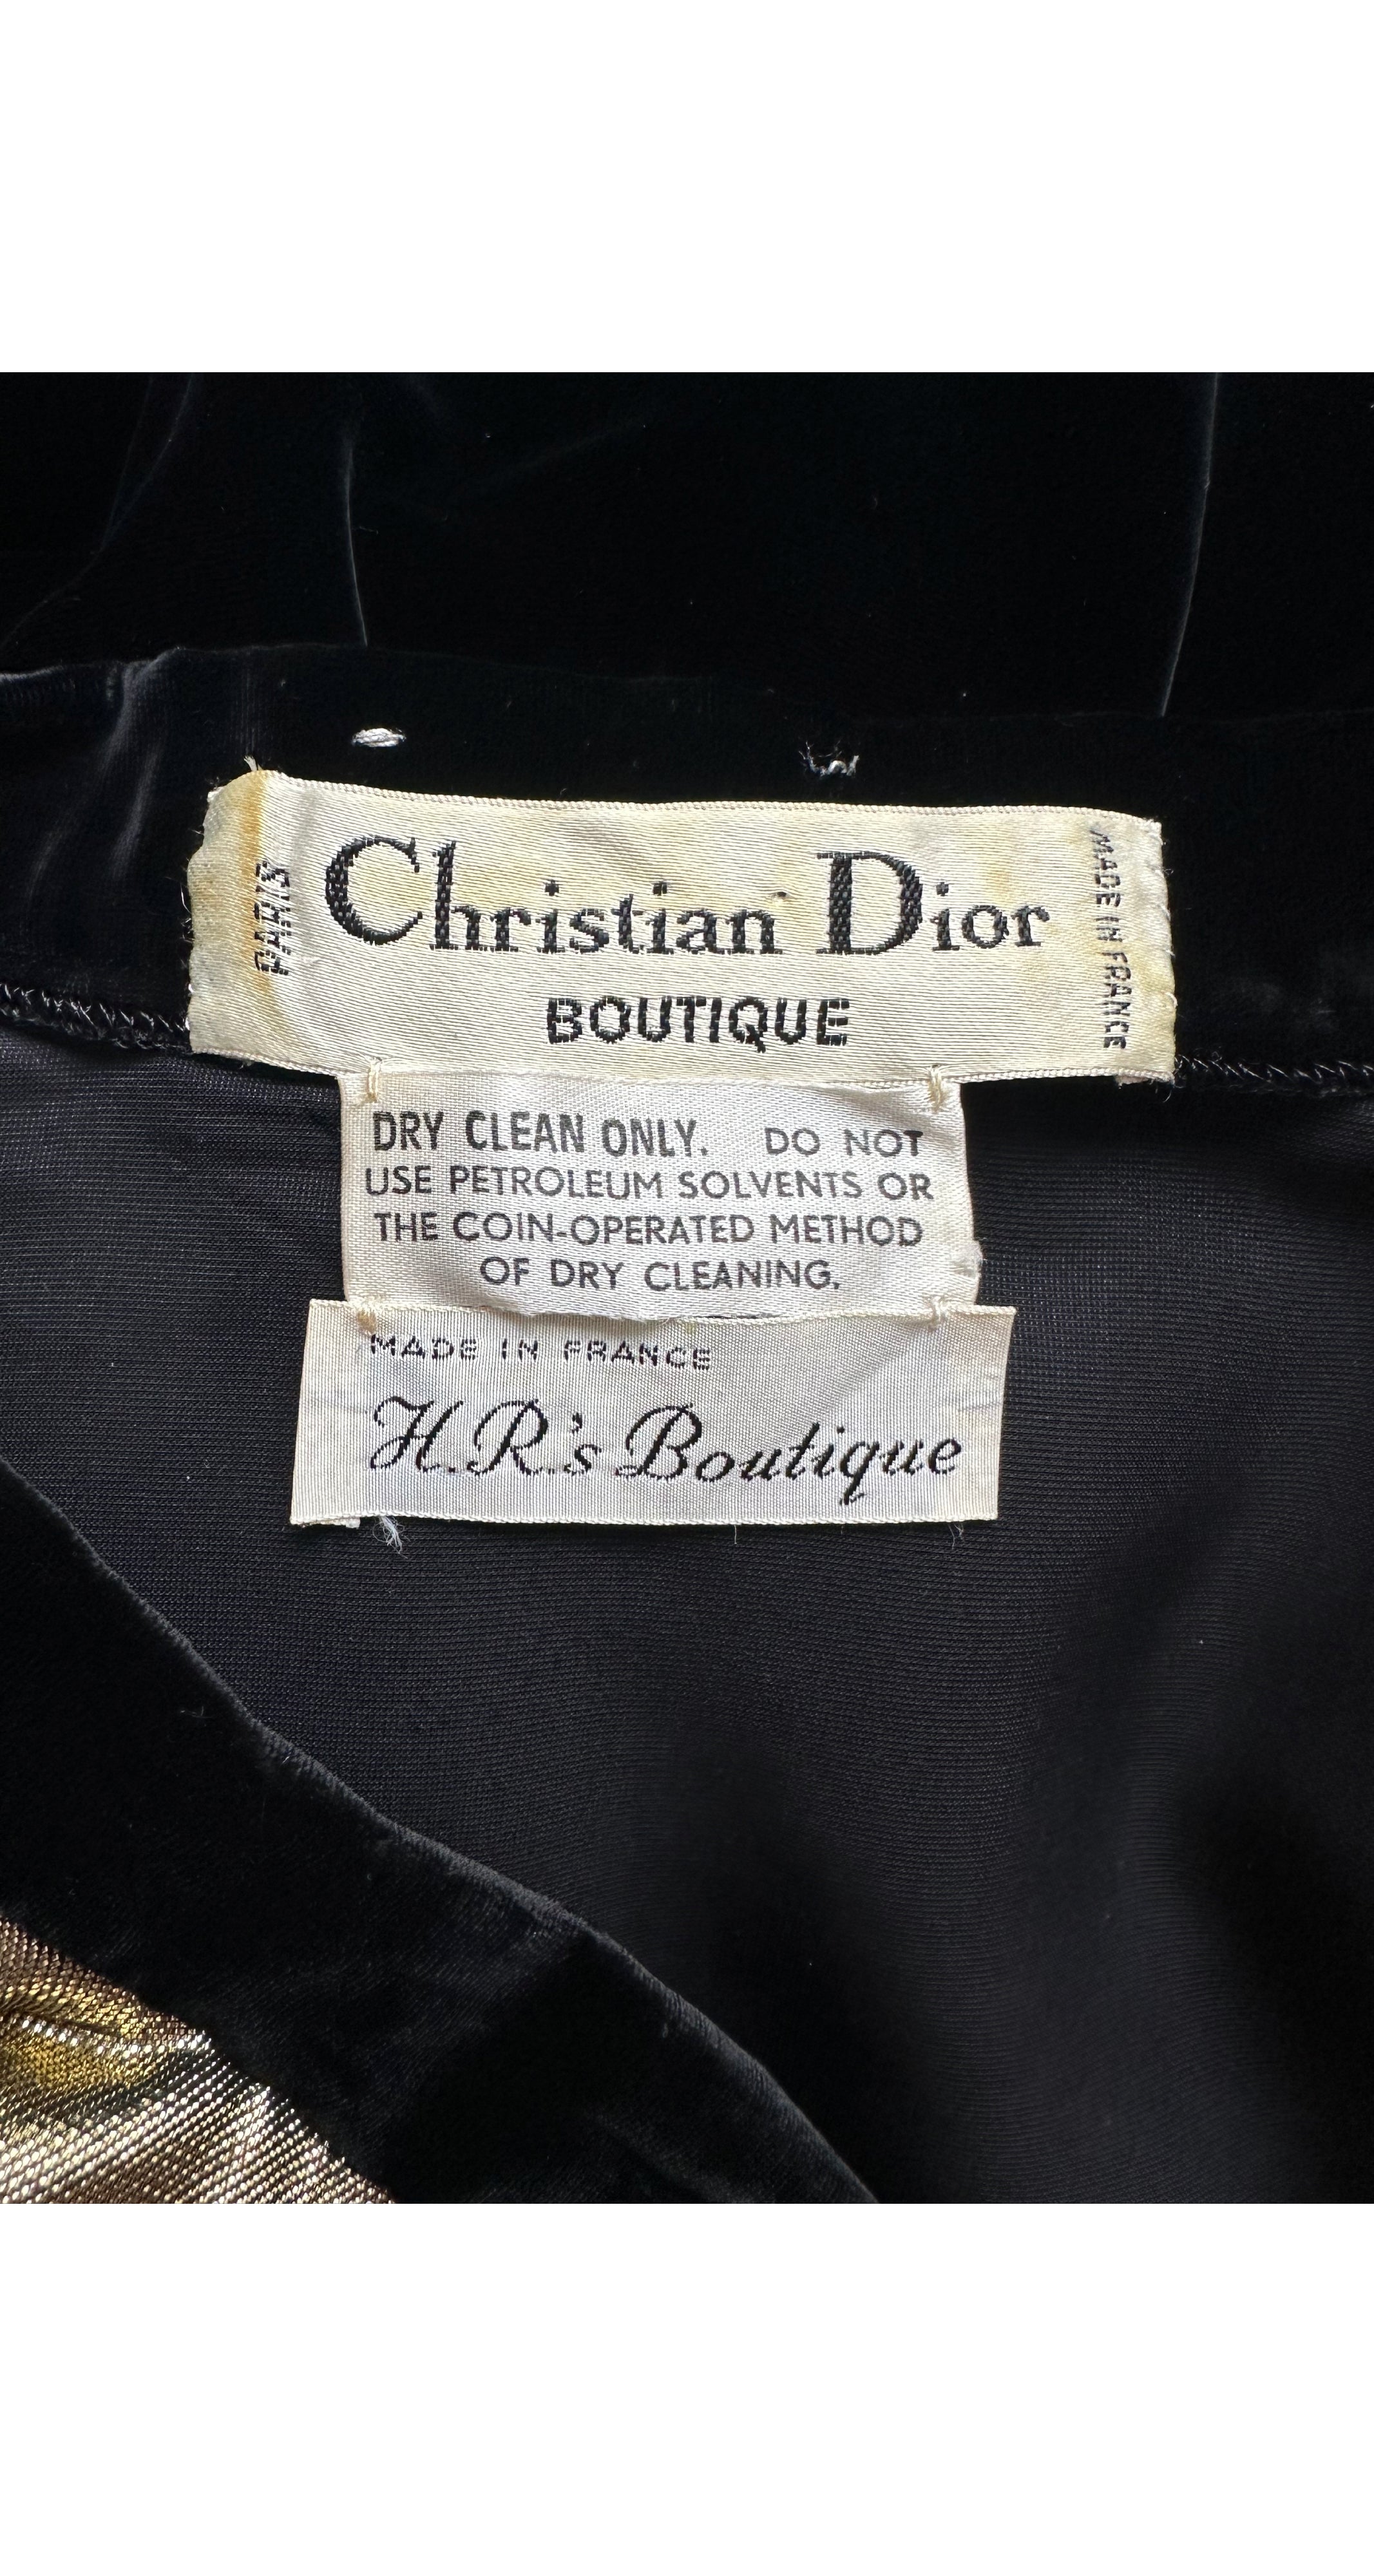 PARIS
Christian Dior
BOUTIQUE
MADE IN FRANCE
DRY CLEAN ONLY. DO NOT
USE PETROLEUM SOLVENTS OR
THE COIN-OPERATED METHOD
OF DRY CLEANING.
MADE IN FRANCE
H.R.'s Boutique